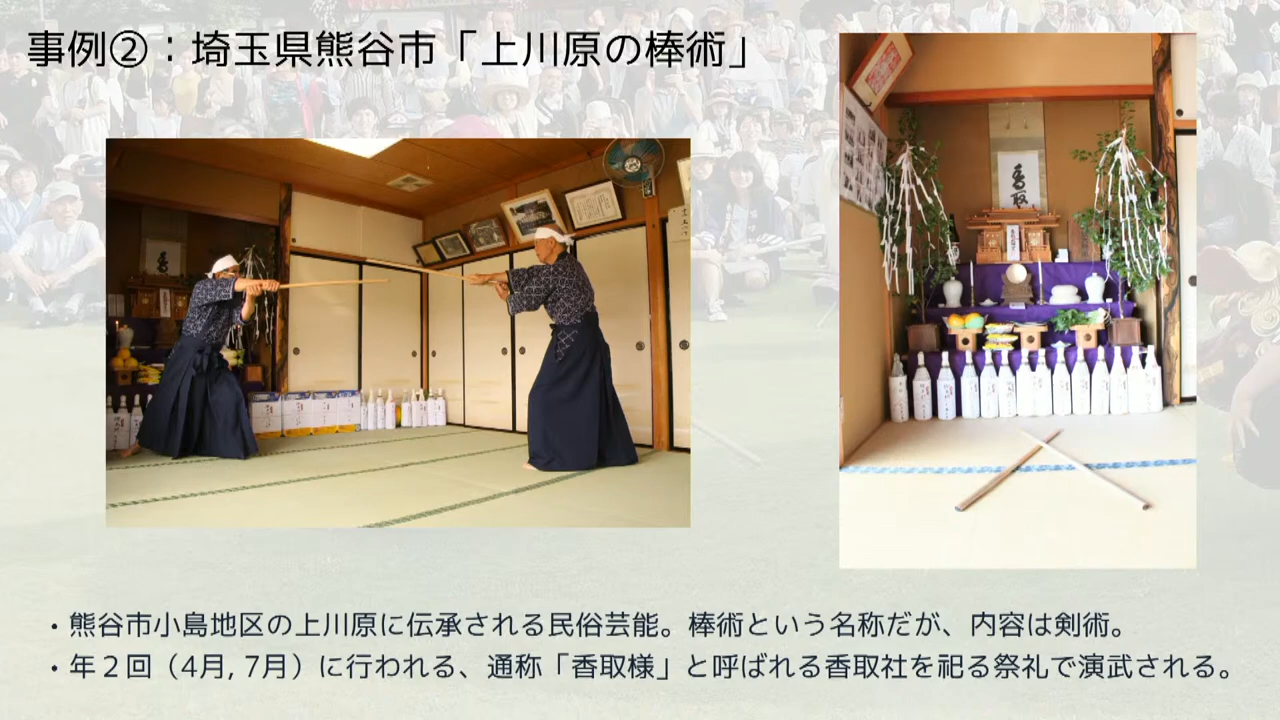 事例②：埼玉県熊谷市「上川原の棒術」
香取
・熊谷市小島地区の上川原に伝承される民俗芸能。棒術という名称だが、内容は剣術。
・年２回（4月, 7月）に行われる、通称「香取様」と呼ばれる香取社を祀る祭礼で演武される。